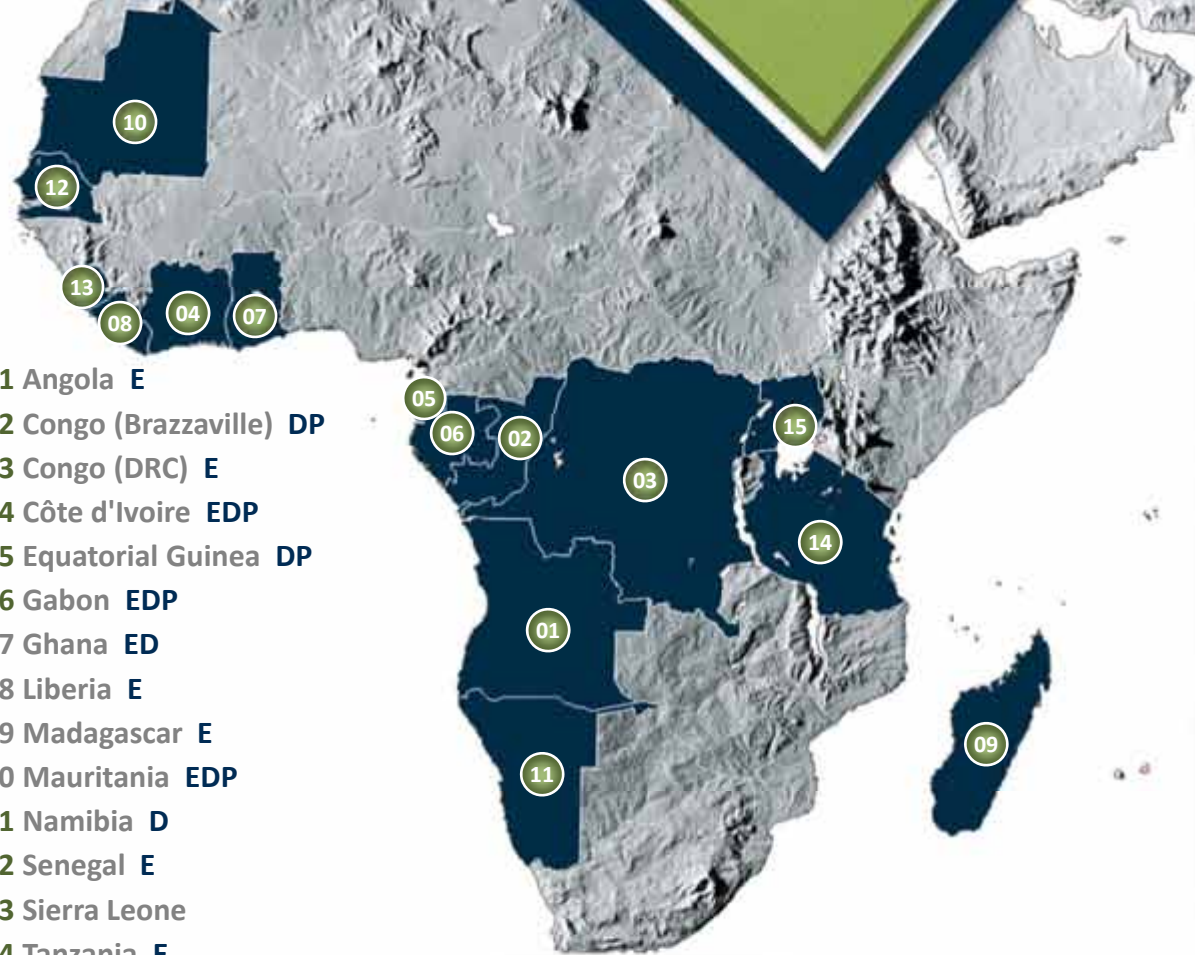 10
12
13
08
04
07
05
06
02
03
15
14
01
11
09
1 Angola E
2 Congo (Brazzaville) DP
3 Congo (DRC) E
4 Côte d'Ivoire EDP
5 Equatorial Guinea DP
6 Gabon EDP
7 Ghana ED
8 Liberia E
9 Madagascar E
0 Mauritania EDP
1 Namibia D
2 Senegal E
3 Sierra Leone
4 Tanzania